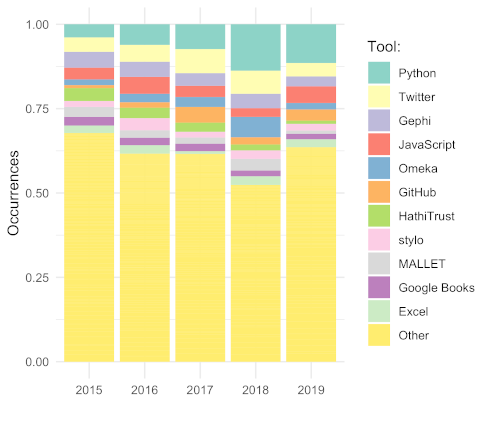 1.00
0.75
0.50
0.25
0.00
Occurrences
2015 2016 2017 2018 2019
Tool:
Python
Twitter
Gephi
JavaScript
Omeka
GitHub
HathiTrust
stylo
MALLET
Google Books
Excel
Other